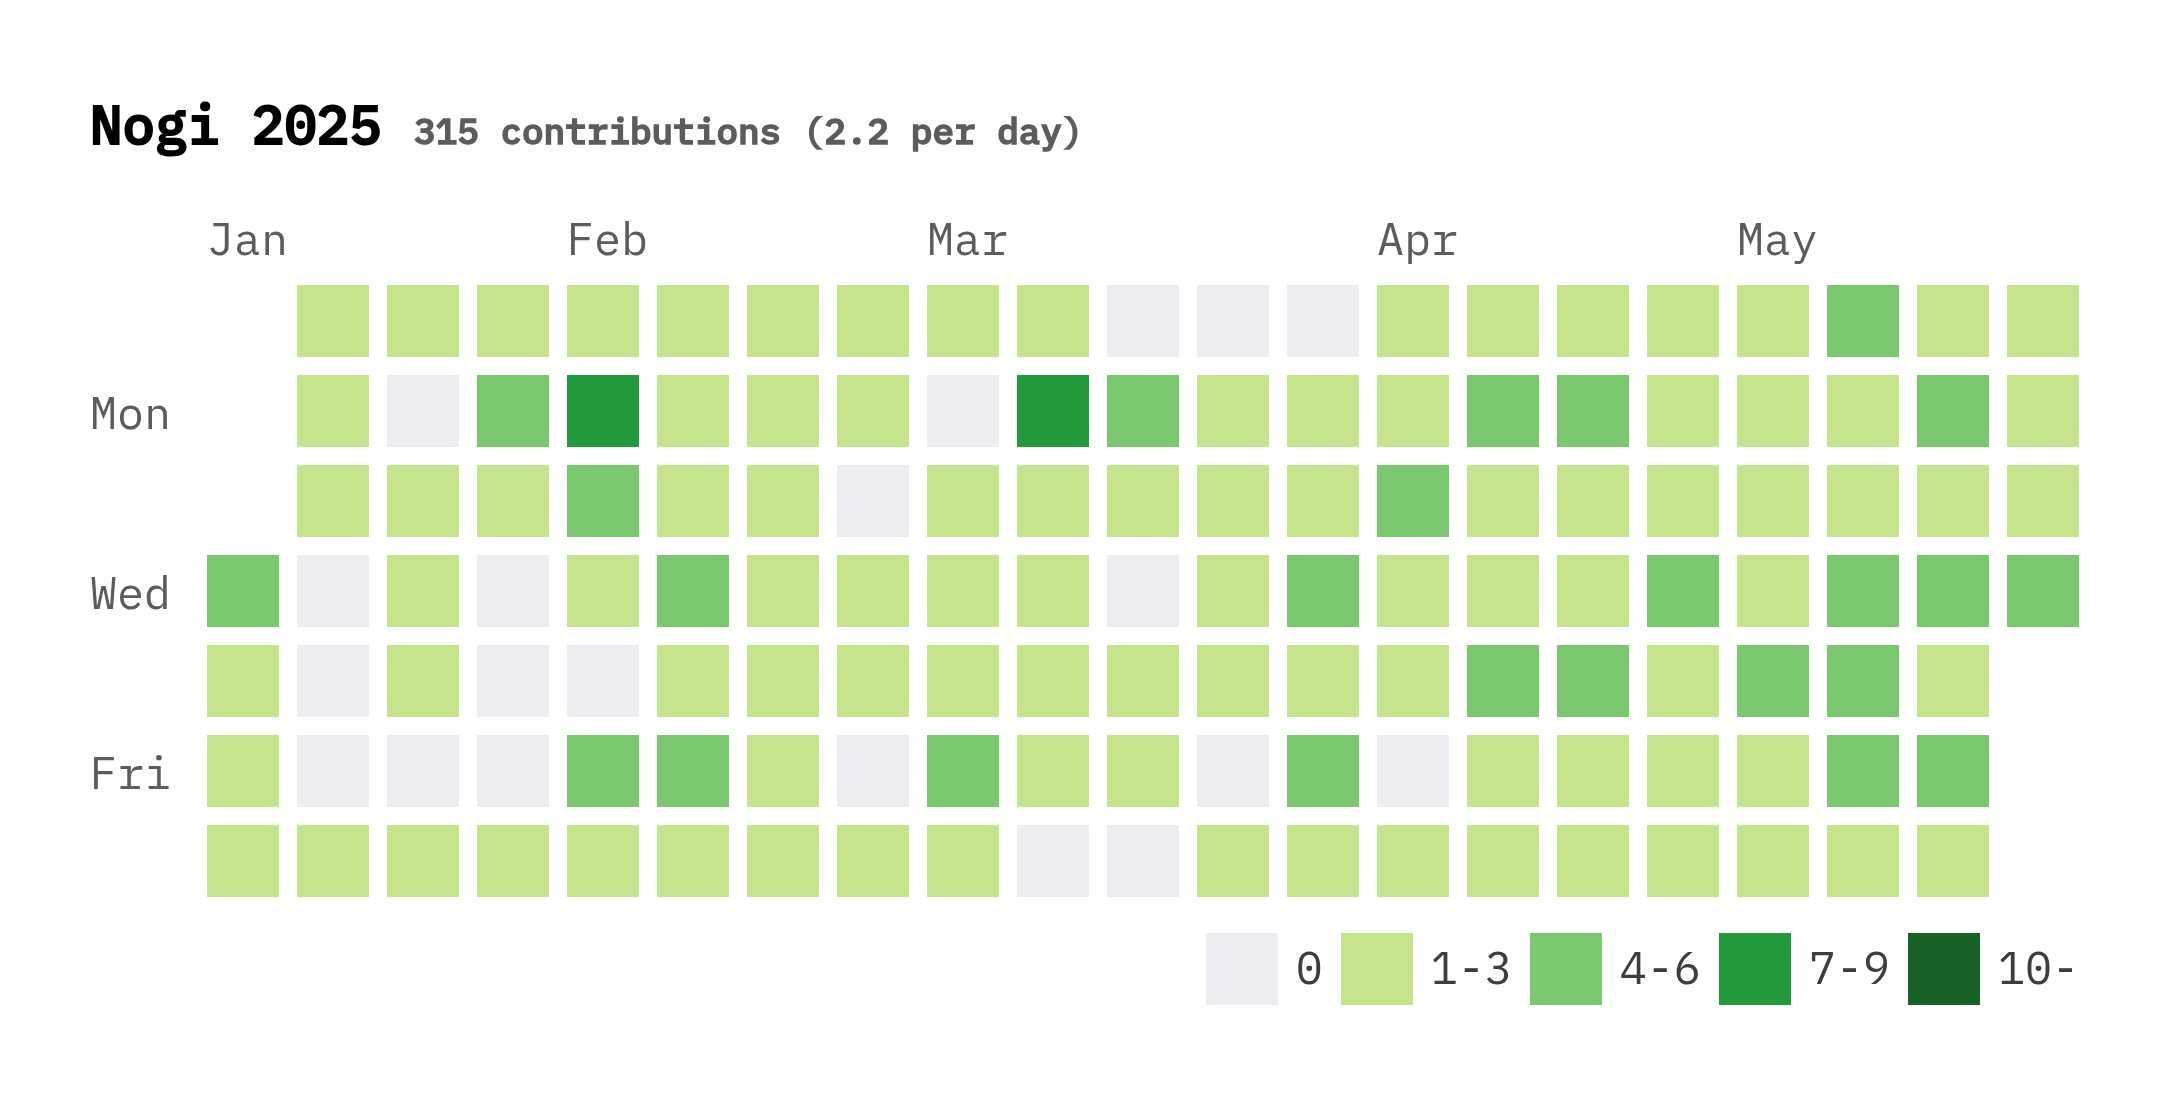 Nogi 2025 315 contributions (2.2 per day)
Jan Feb Mar Apr May
Mon
Wed
Fri
0 1-3 4-6 7-9 10-